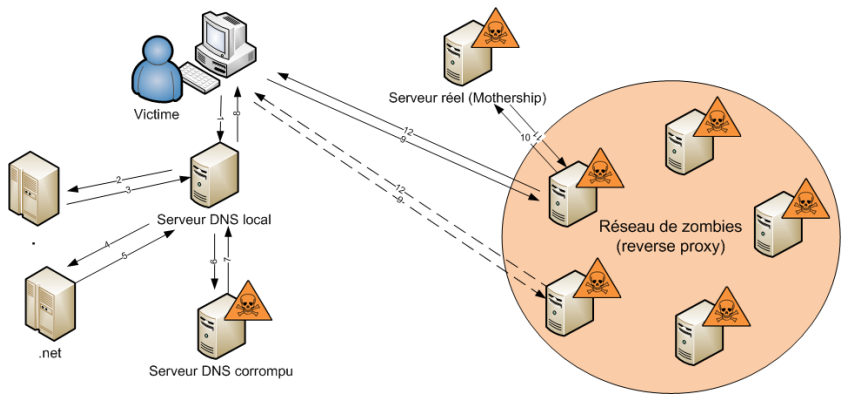 Victime
Serveur réel (Mothership)
1
8
12
9
10
11
2
3
Serveur DNS local
.
12
9
Réseau de zombies
(reverse proxy)
4
5
6
7
.net
Serveur DNS corrompu